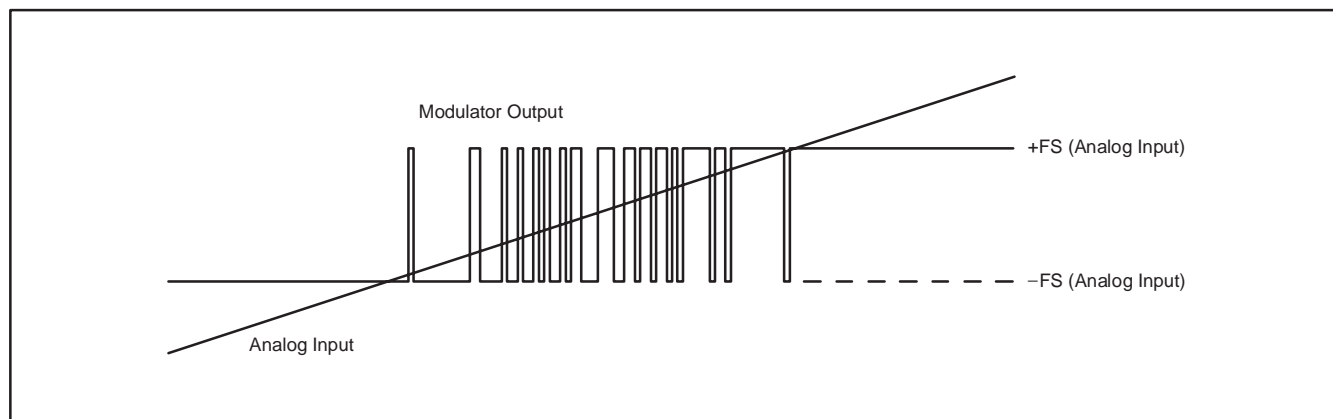 Modulator Output
+FS (Analog Input)
−FS (Analog Input)
Analog Input